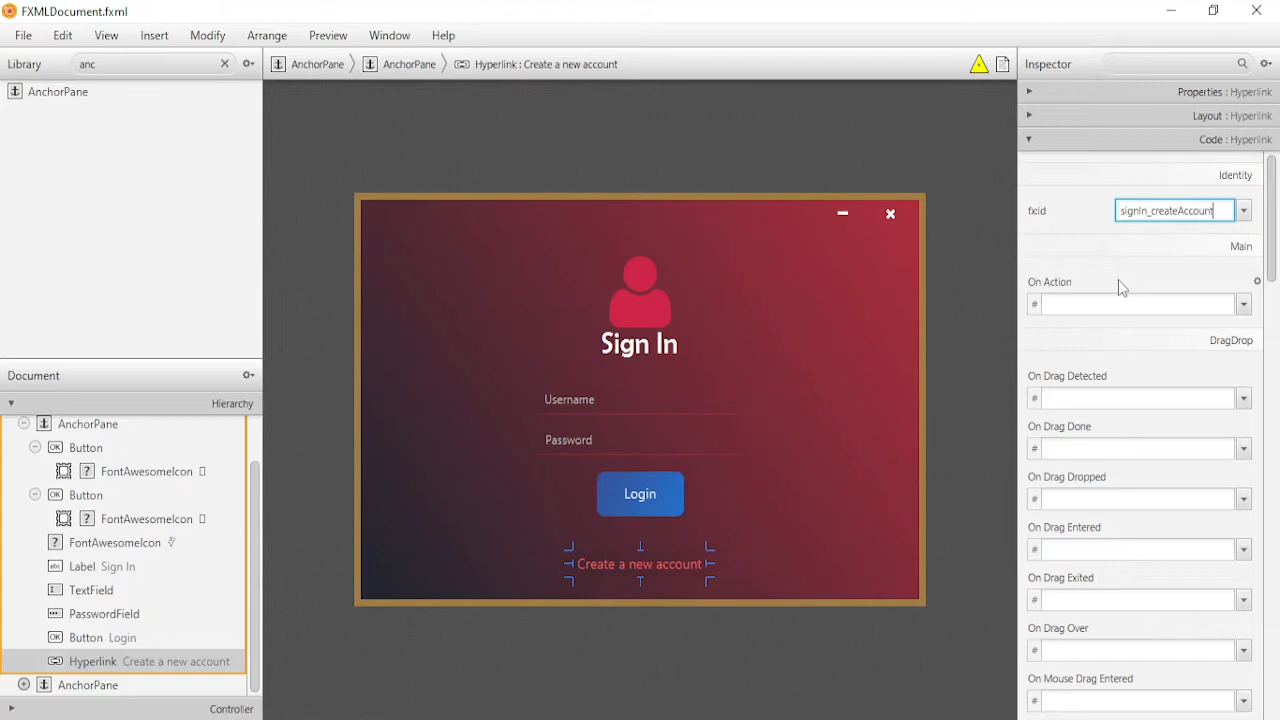 FXMLDocument.fxml
File Edit View Insert Modify Arrange Preview Window Help
Library anc
AnchorPane
AnchorPane AnchorPane Hyperlink : Create a new account
Sign In
Username
Password
Login
Create a new account
Document
Hierarchy
AnchorPane
OK Button
? FontAwesomeIcon
OK Button
? FontAwesomeIcon
? FontAwesomeIcon
abc Label Sign In
TextField
PasswordField
OK Button Login
Hyperlink Create a new account
AnchorPane
Controller
Inspector
Properties : Hyperlink
Layout : Hyperlink
Code : Hyperlink
Identity
fx:id signIn_createAccount
Main
On Action
#
DragDrop
On Drag Detected
#
On Drag Done
#
On Drag Dropped
#
On Drag Entered
#
On Drag Exited
#
On Drag Over
#
On Mouse Drag Entered
#